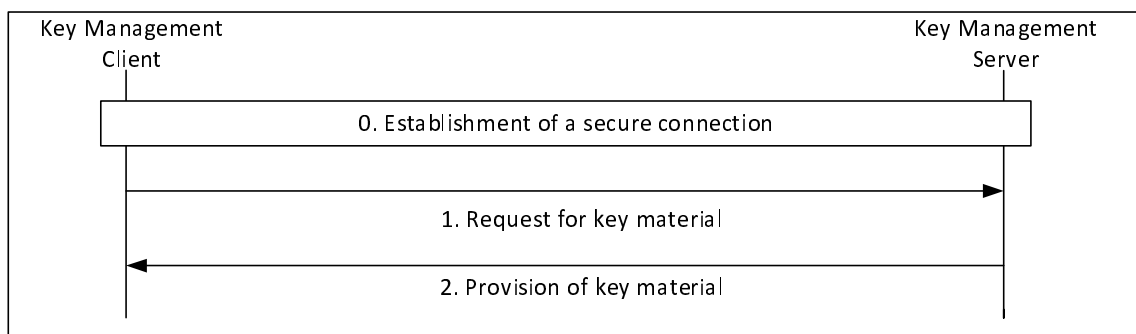 Key Management
Client
Key Management
Server
0. Establishment of a secure connection
1. Request for key material
2. Provision of key material